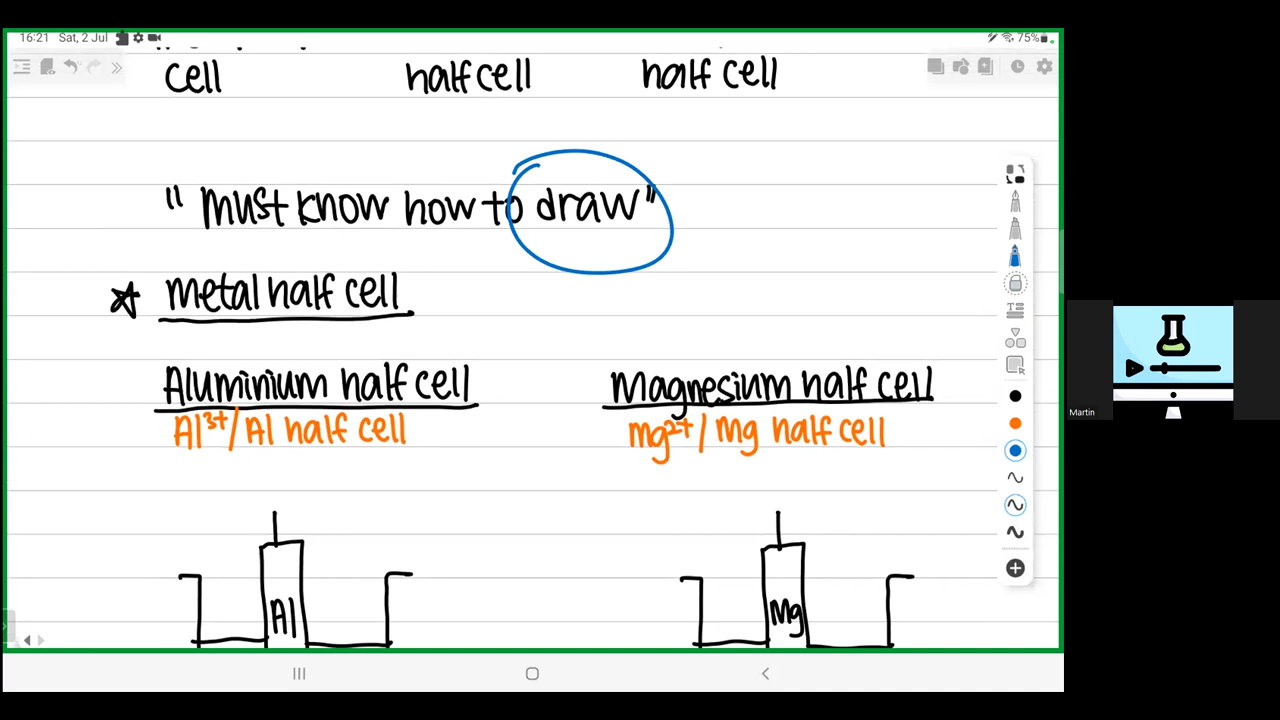 16:21 Sat, 2 Jul 75%
cell half cell half cell
" must know how to draw"
metal half cell
Aluminium half cell Magnesium half cell
Al³⁺/Al half cell mg²⁺/Mg half cell
Al Mg
Martin